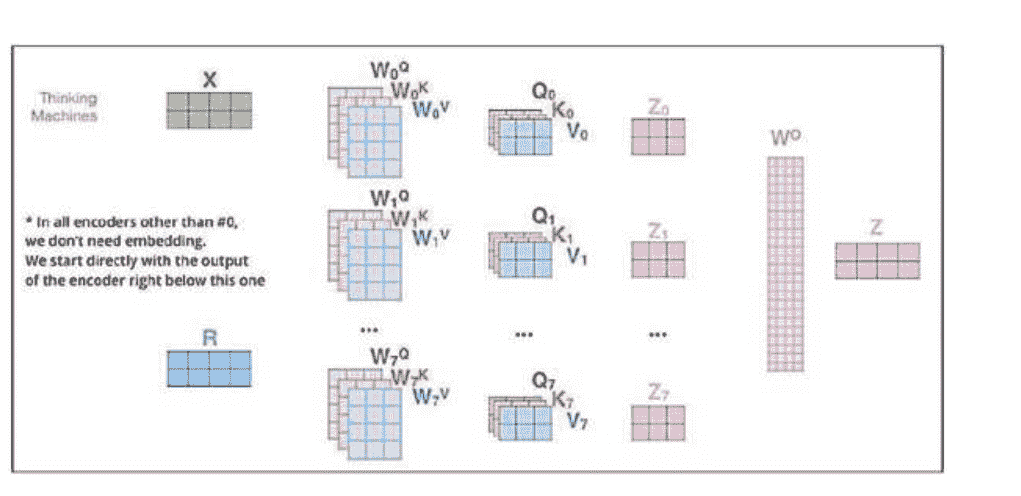 Thinking
Machines
X
W₀Q
W₀K
W₀V
Q₀
K₀
V₀
Z₀
WO
* In all encoders other than #0,
we don't need embedding.
We start directly with the output
of the encoder right below this one
W₁Q
W₁K
W₁V
Q₁
K₁
V₁
Z₁
Z
R
...
...
...
W₇Q
W₇K
W₇V
Q₇
K₇
V₇
Z₇